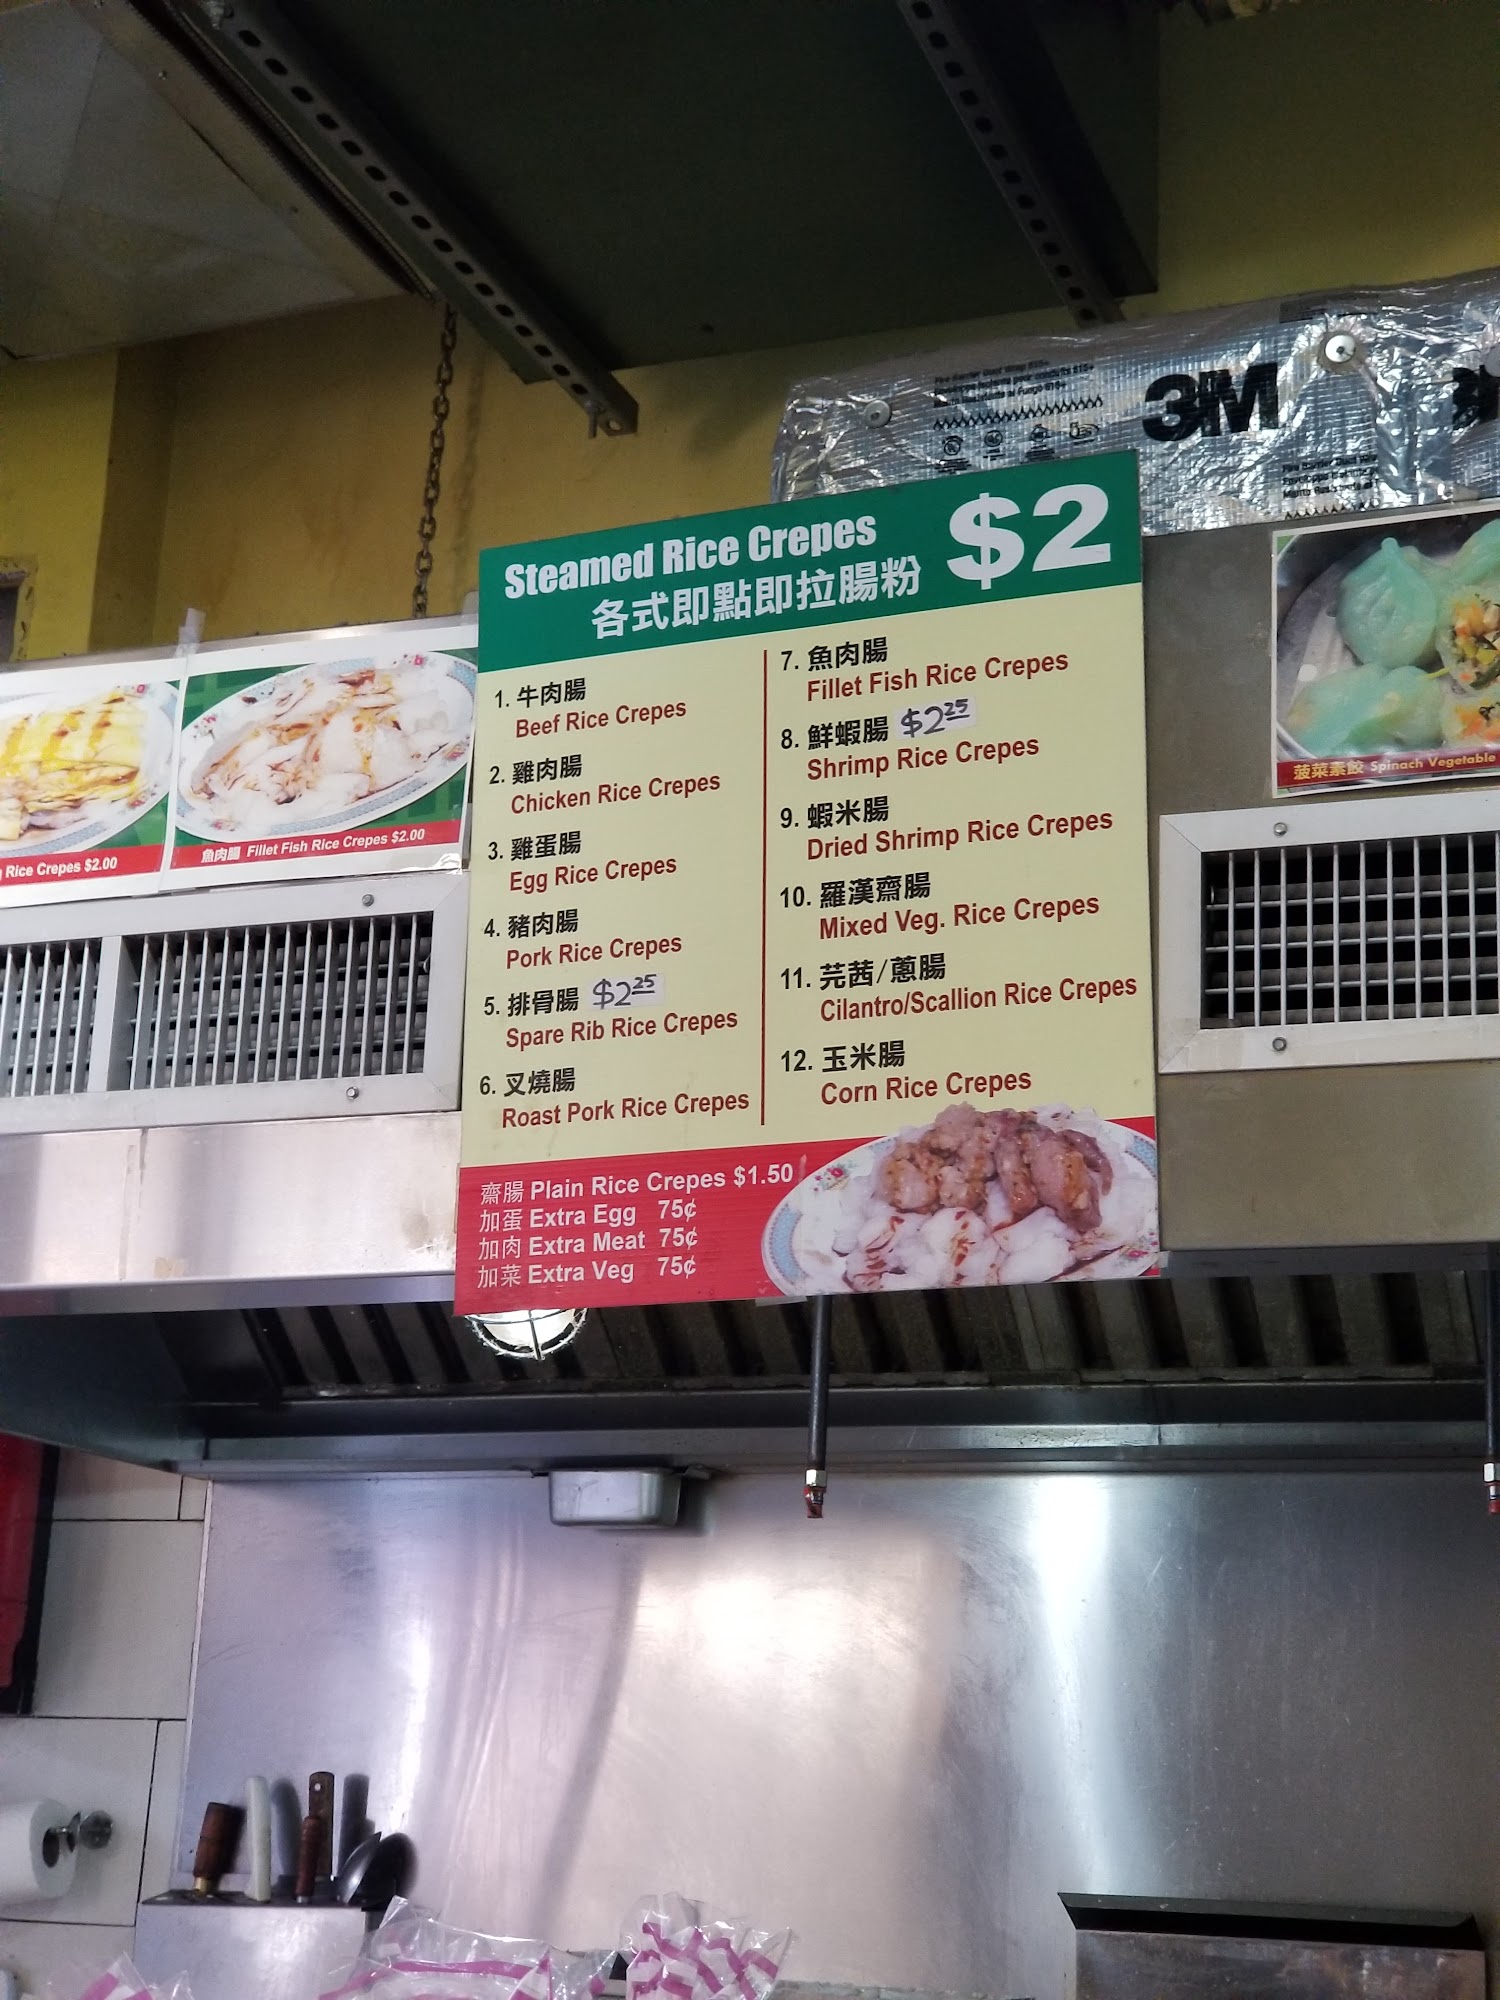 3M
Steamed Rice Crepes
$2
各式即點即拉腸粉
1. 牛肉腸
Beef Rice Crepes
2. 雞肉腸
Chicken Rice Crepes
3. 雞蛋腸
Egg Rice Crepes
4. 豬肉腸
Pork Rice Crepes
5. 排骨腸 $2.25
Spare Rib Rice Crepes
6. 叉燒腸
Roast Pork Rice Crepes
7. 魚肉腸
Fillet Fish Rice Crepes
8. 鮮蝦腸 $2.25
Shrimp Rice Crepes
9. 蝦米腸
Dried Shrimp Rice Crepes
10. 羅漢齋腸
Mixed Veg. Rice Crepes
11. 芫茜/蔥腸
Cilantro/Scallion Rice Crepes
12. 玉米腸
Corn Rice Crepes
齋腸 Plain Rice Crepes $1.50
加蛋 Extra Egg 75¢
加肉 Extra Meat 75¢
加菜 Extra Veg 75¢
Rice Crepes $2.00
魚肉腸 Fillet Fish Rice Crepes $2.00
菠菜素餃 Spinach Vegetable